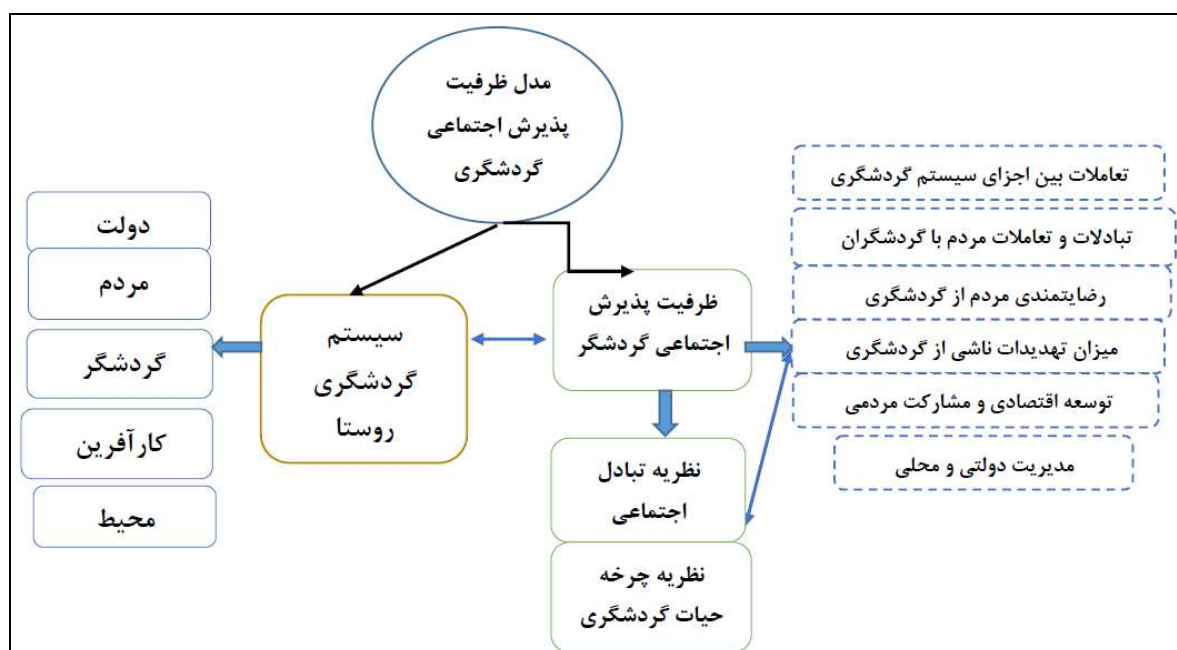 مدل ظرفیت
پذیرش اجتماعی
گردشگری
تعاملات بین اجزای سیستم گردشگری
تبادلات و تعاملات مردم با گردشگران
رضایتمندی مردم از گردشگری
میزان تهدیدات ناشی از گردشگری
توسعه اقتصادی و مشارکت مردمی
مدیریت دولتی و محلی
ظرفیت پذیرش
اجتماعی گردشگر
نظریه تبادل
اجتماعی
نظریه چرخه
حیات گردشگری
سیستم
گردشگری
روستا
دولت
مردم
گردشگر
کارآفرین
محیط